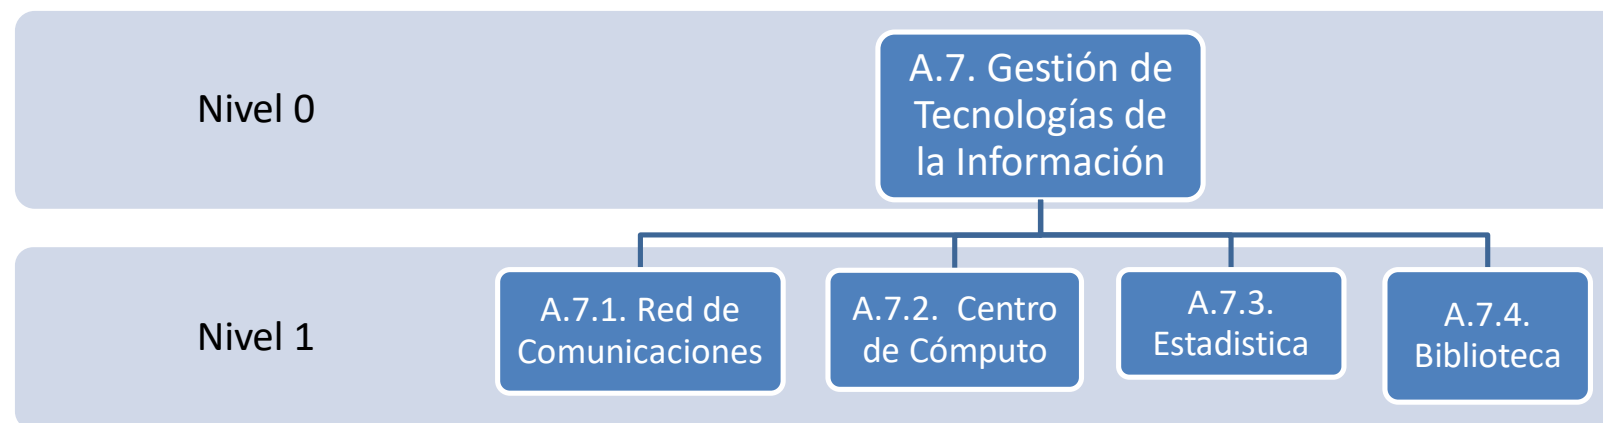 Nivel 0
A.7. Gestión de
Tecnologías de
la Información
Nivel 1
A.7.1. Red de
Comunicaciones
A.7.2.  Centro
de Cómputo
A.7.3.
Estadistica
A.7.4.
Biblioteca